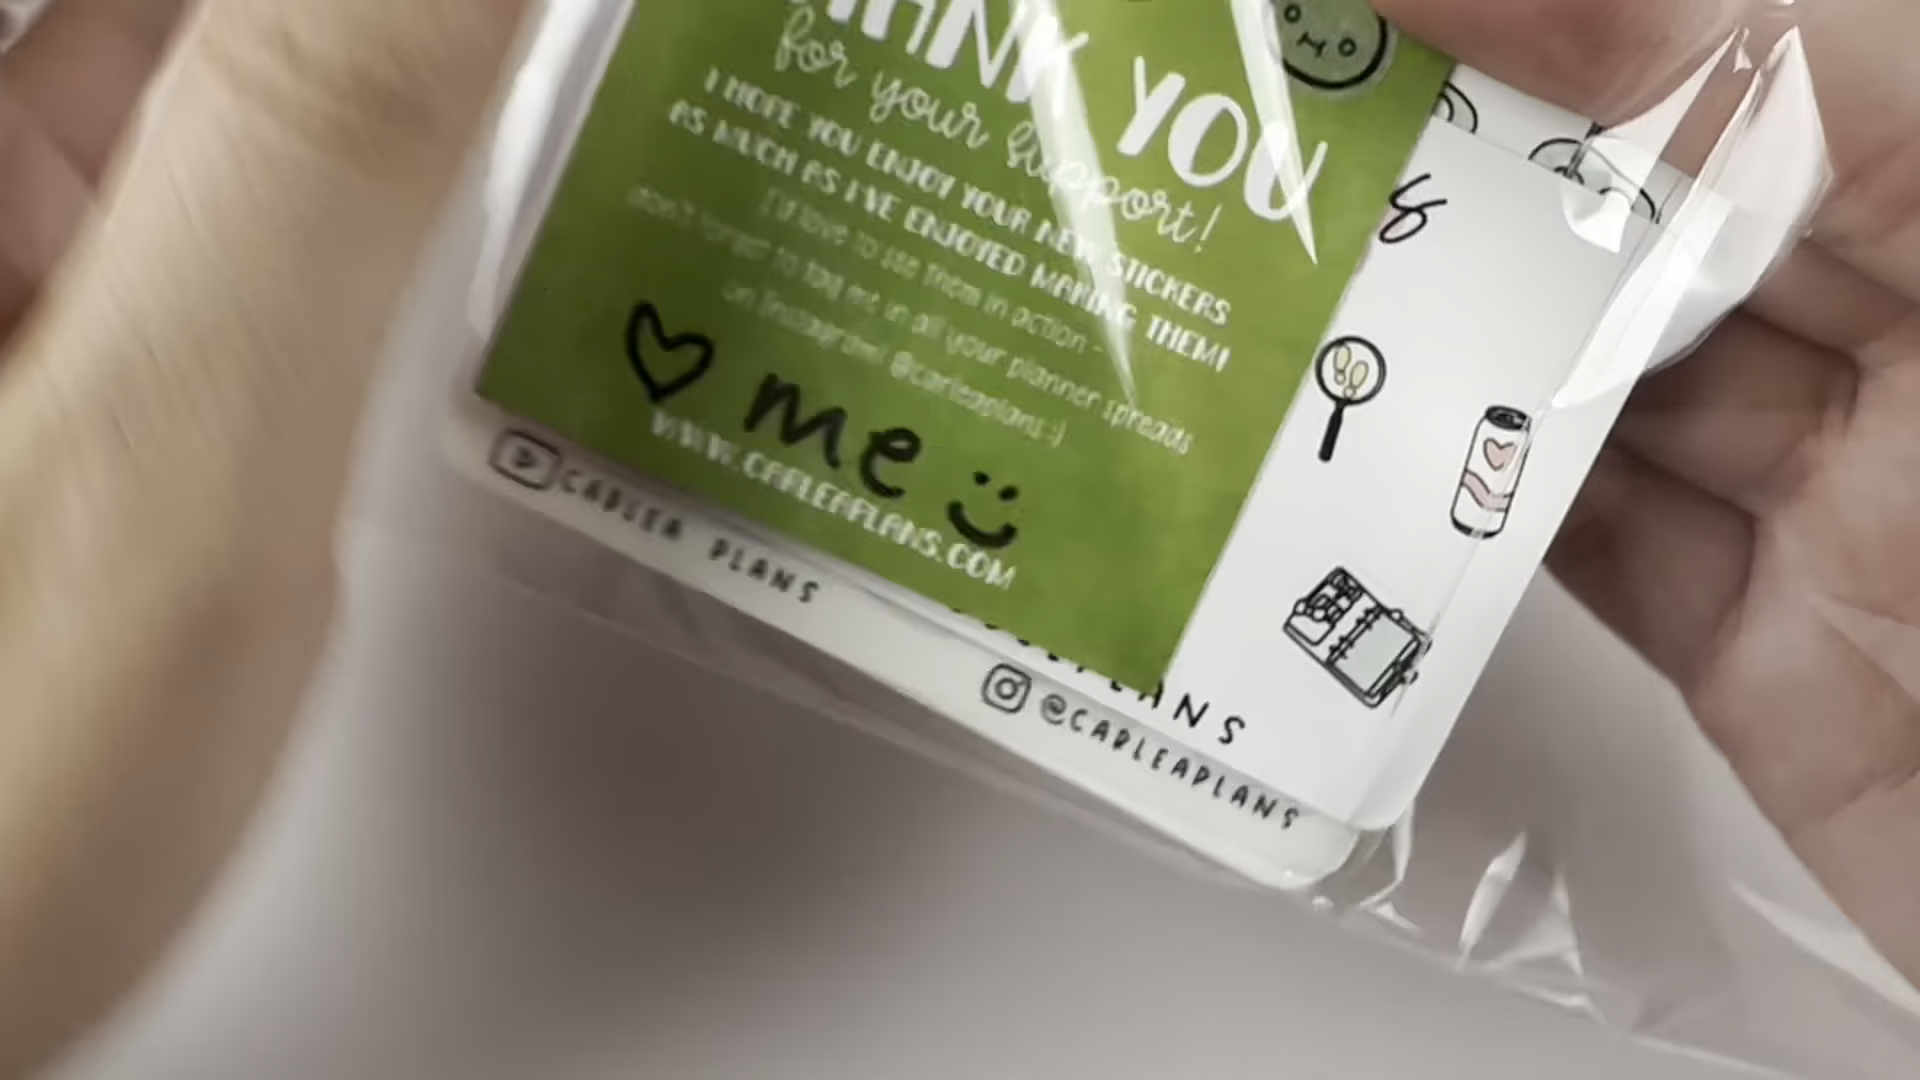 THANK YOU
for your support!
I HOPE YOU ENJOY YOUR NEW STICKERS
AS MUCH AS I'VE ENJOYED MAKING THEM!
I'd love to see them in action -
don't forget to tag me in all your planner spreads
on Instagram! @carleaplans :)
♡ me
WWW.CARLEAPLANS.COM
CARLEA PLANS
PLANS
@CARLEAPLANS